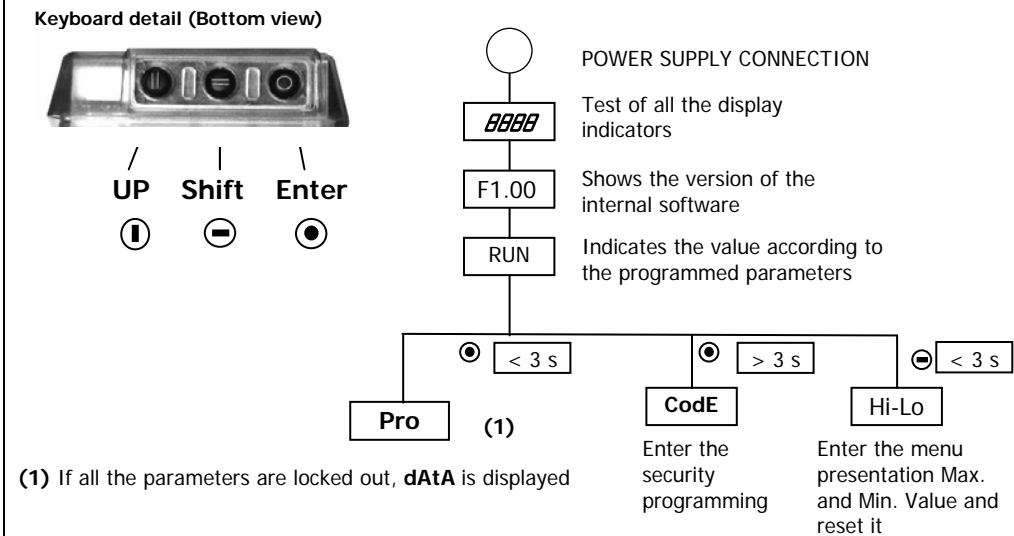 Keyboard detail (Bottom view)
UP Shift Enter
POWER SUPPLY CONNECTION
8888
Test of all the display
indicators
F1.00
Shows the version of the
internal software
RUN
Indicates the value according to
the programmed parameters
< 3 s
> 3 s
< 3 s
Pro
(1)
CodE
Hi-Lo
(1) If all the parameters are locked out, dAtA is displayed
Enter the
security
programming
Enter the menu
presentation Max.
and Min. Value and
reset it